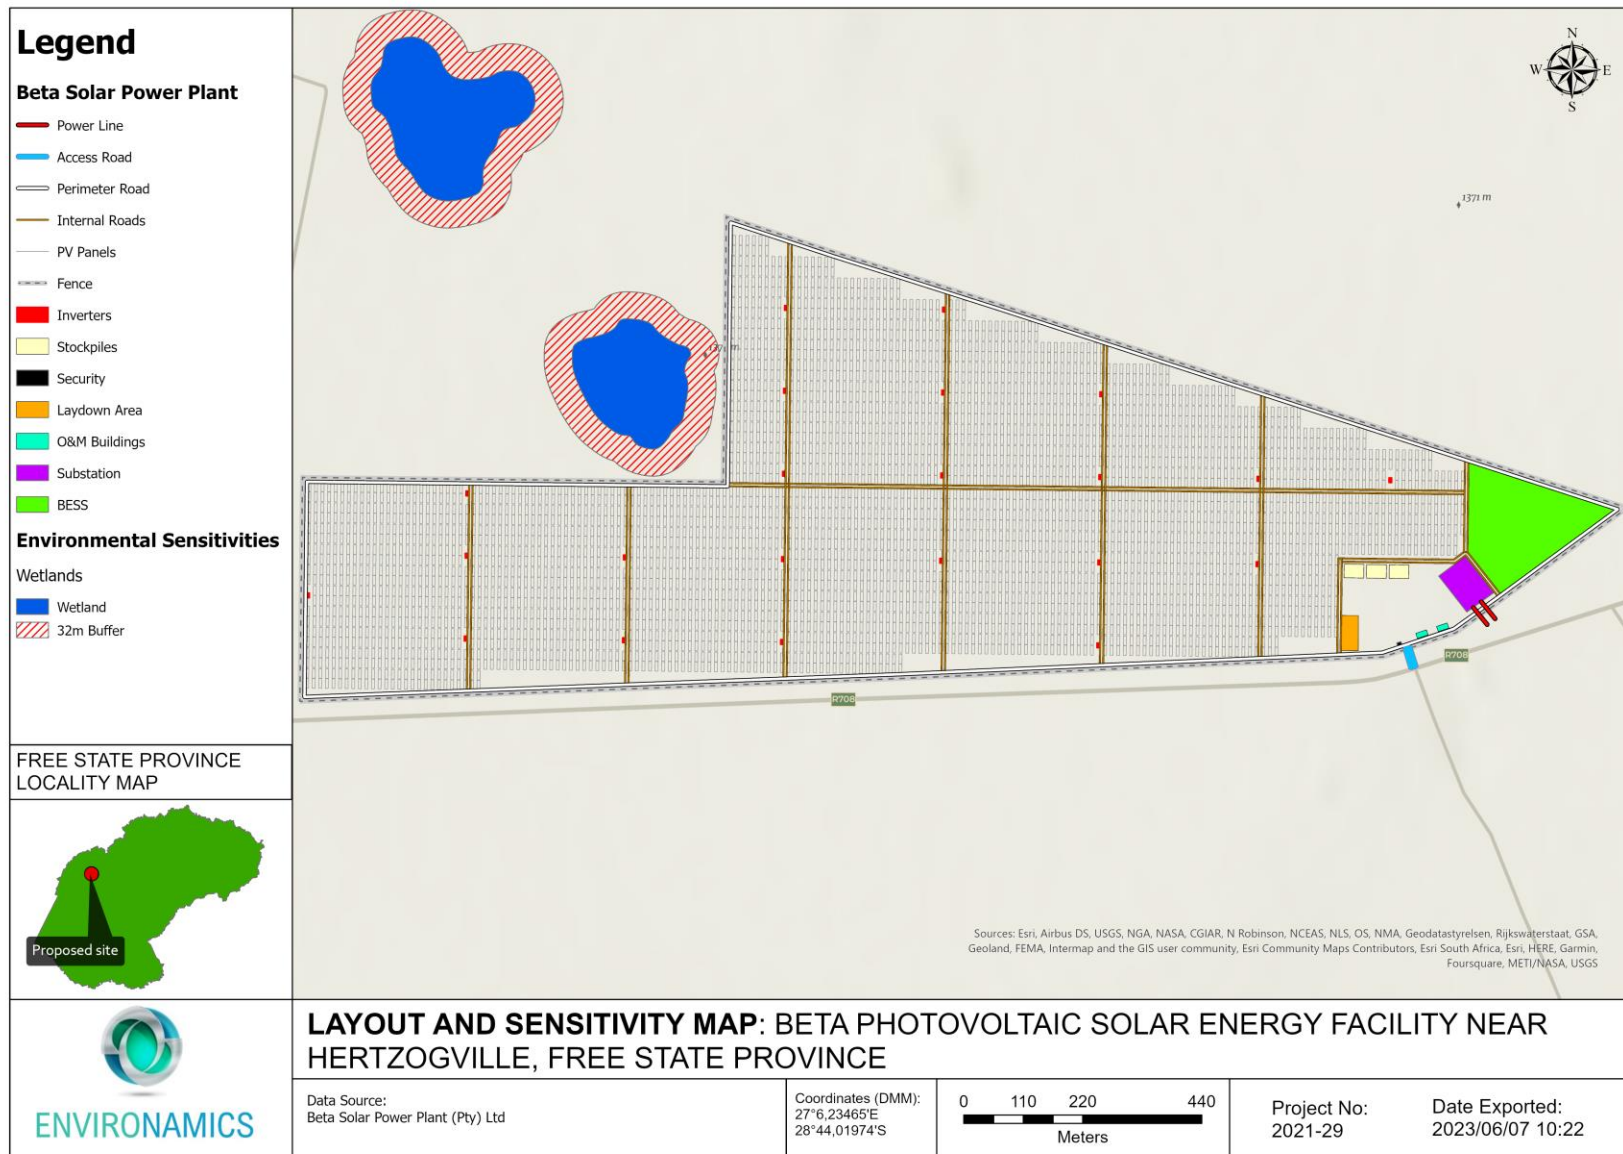 Legend
Beta Solar Power Plant
Power Line
Access Road
Perimeter Road
Internal Roads
PV Panels
Fence
Inverters
Stockpiles
Security
Laydown Area
O&M Buildings
Substation
BESS
Environmental Sensitivities
Wetlands
Wetland
32m Buffer
FREE STATE PROVINCE
LOCALITY MAP
Proposed site
ENVIRONAMICS
N
W
E
S
1371 m
m
R708
R708
Sources: Esri, Airbus DS, USGS, NGA, NASA, CGIAR, N Robinson, NCEAS, NLS, OS, NMA, Geodatastyrelsen, Rijkswaterstaat, GSA,
Geoland, FEMA, Intermap and the GIS user community, Esri Community Maps Contributors, Esri South Africa, Esri, HERE, Garmin,
Foursquare, METI/NASA, USGS
LAYOUT AND SENSITIVITY MAP: BETA PHOTOVOLTAIC SOLAR ENERGY FACILITY NEAR
HERTZOGVILLE, FREE STATE PROVINCE
Data Source:
Beta Solar Power Plant (Pty) Ltd
Coordinates (DMM):
27°6,23465'E
28°44,01974'S
0 110 220 440
Meters
Project No:
2021-29
Date Exported:
2023/06/07 10:22